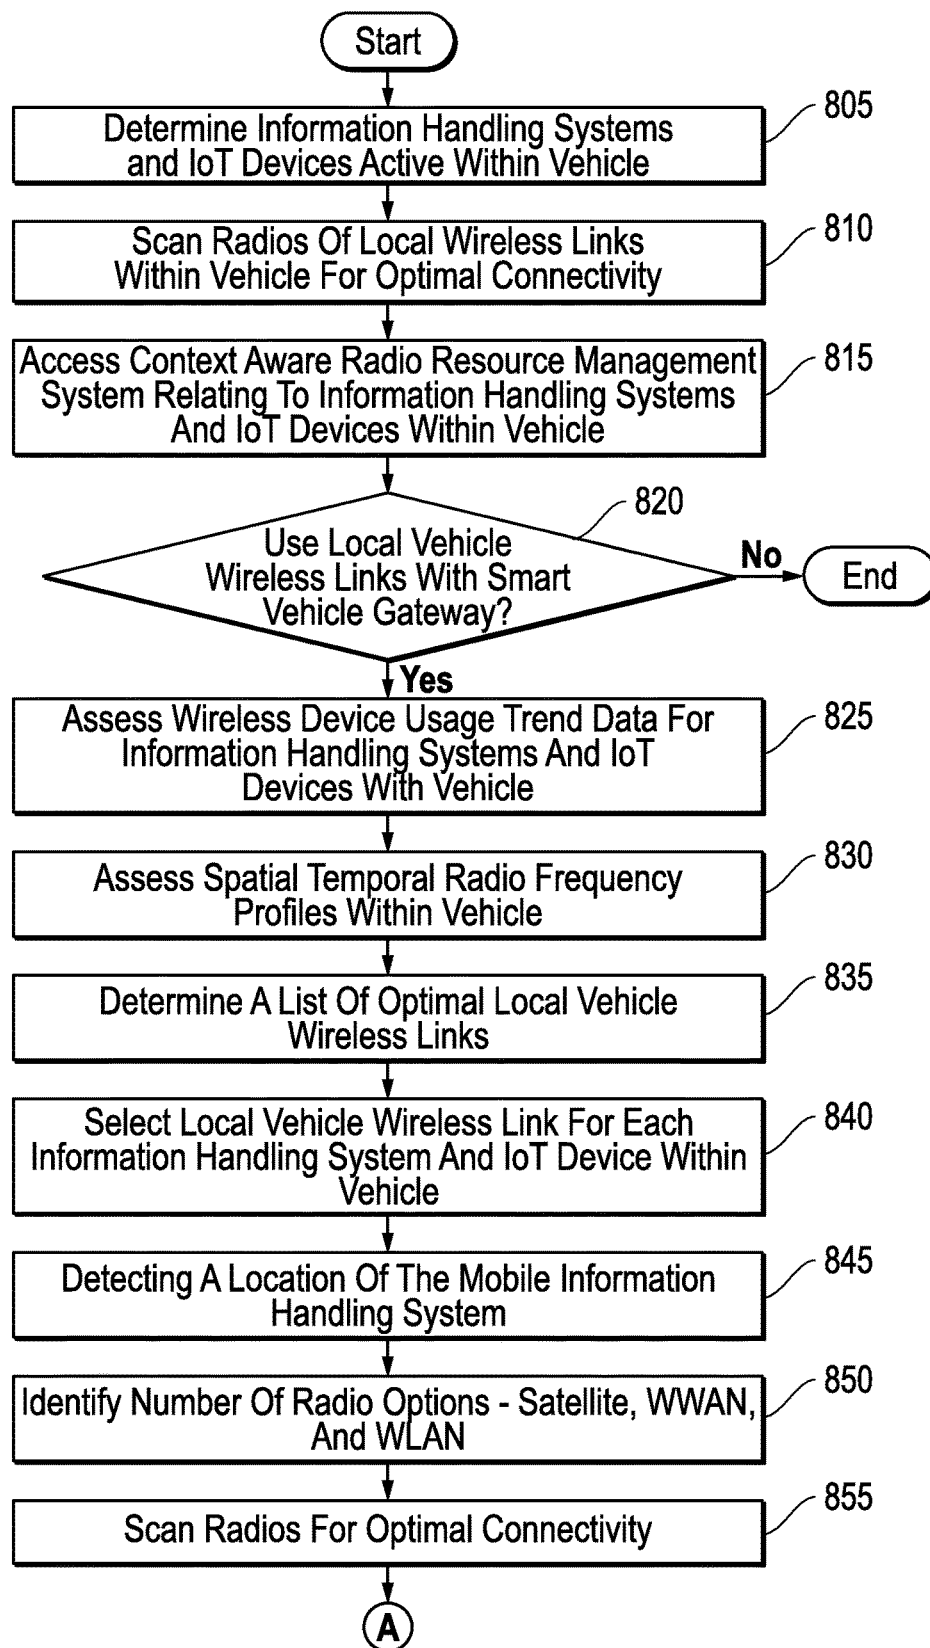 Start
805
Determine Information Handling Systems
and IoT Devices Active Within Vehicle
810
Scan Radios Of Local Wireless Links
Within Vehicle For Optimal Connectivity
815
Access Context Aware Radio Resource Management
System Relating To Information Handling Systems
And IoT Devices Within Vehicle
820
Use Local Vehicle
Wireless Links With Smart
Vehicle Gateway?
No
End
Yes
825
Assess Wireless Device Usage Trend Data For
Information Handling Systems And IoT
Devices With Vehicle
830
Assess Spatial Temporal Radio Frequency
Profiles Within Vehicle
835
Determine A List Of Optimal Local Vehicle
Wireless Links
840
Select Local Vehicle Wireless Link For Each
Information Handling System And IoT Device Within
Vehicle
845
Detecting A Location Of The Mobile Information
Handling System
850
Identify Number Of Radio Options - Satellite, WWAN,
And WLAN
855
Scan Radios For Optimal Connectivity
A